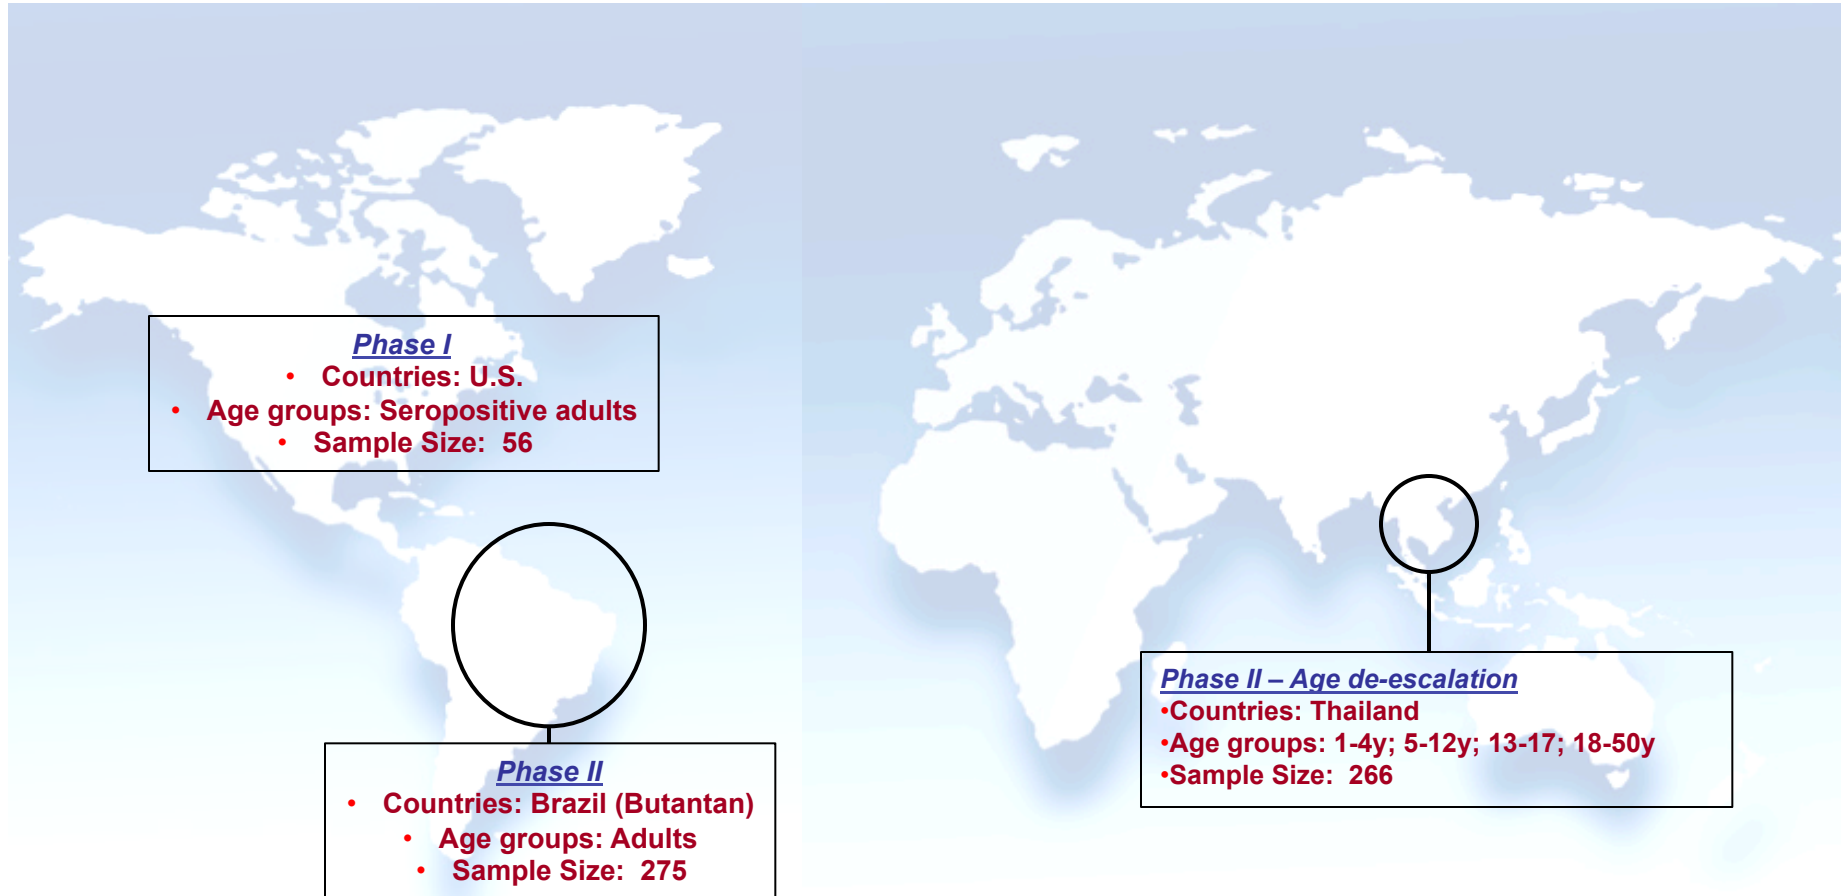 Phase I
• Countries: U.S.
• Age groups: Seropositive adults
• Sample Size: 56
Phase II
• Countries: Brazil (Butantan)
• Age groups: Adults
• Sample Size: 275
Phase II – Age de-escalation
•Countries: Thailand
•Age groups: 1-4y; 5-12y; 13-17; 18-50y
•Sample Size: 266